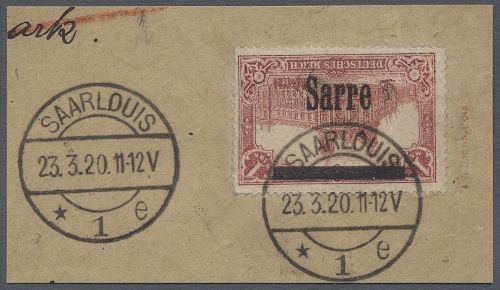 ark.
DEUTSCHES REICH
Sarre
SAARLOUIS
23.3.20.11-12V
* 1 e
SAARLOUIS
23.3.20.11-12V
* 1 e